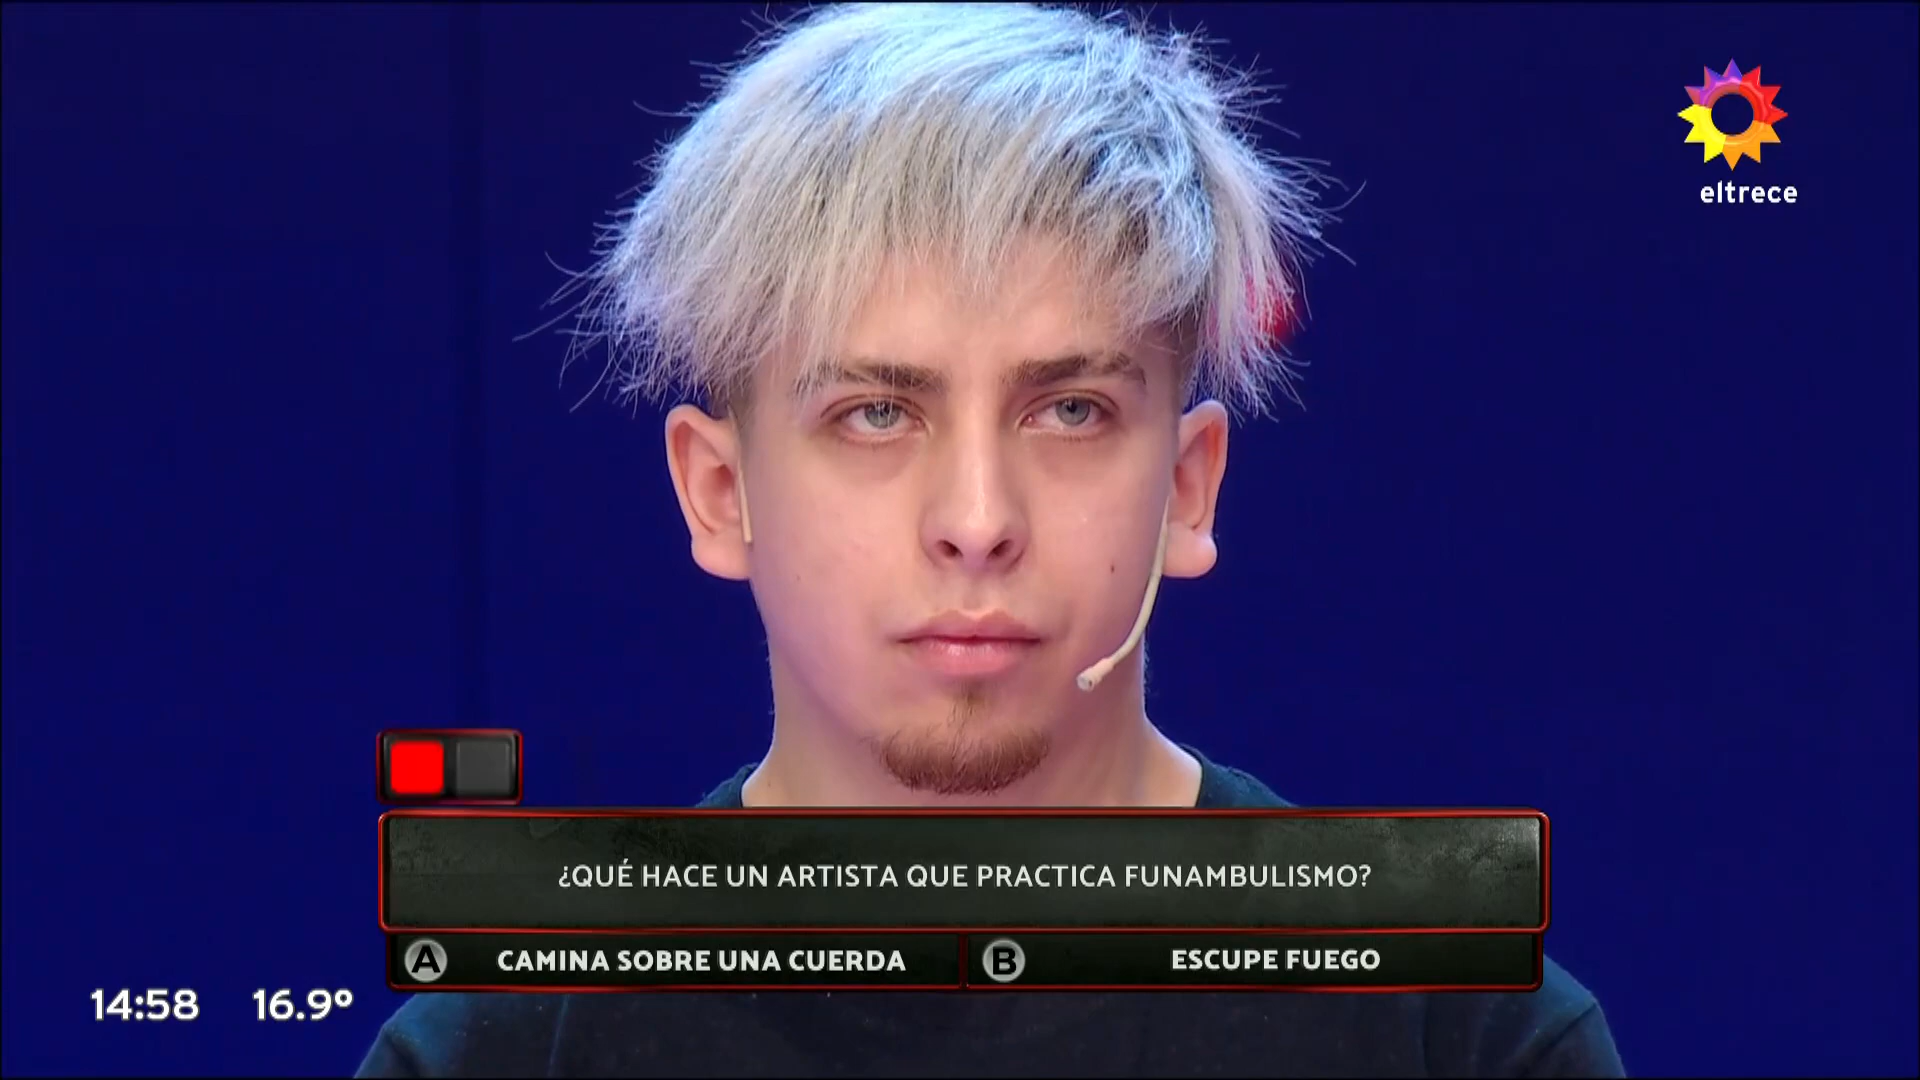 eltrece
¿QUÉ HACE UN ARTISTA QUE PRACTICA FUNAMBULISMO?
A CAMINA SOBRE UNA CUERDA
B ESCUPE FUEGO
14:58 16.9°